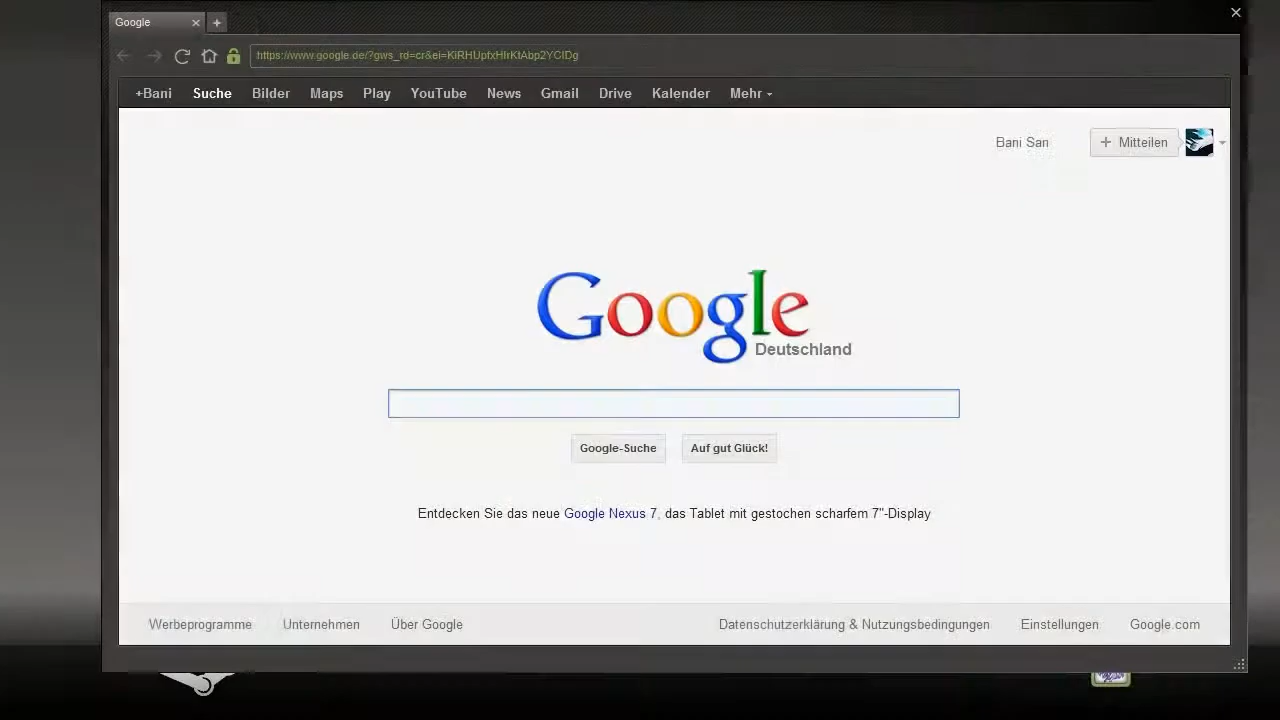 Google
https://www.google.de/?gws_rd=cr&ei=KiRHUpfxHIrKtAbp2YCIDg
+Bani Suche Bilder Maps Play YouTube News Gmail Drive Kalender Mehr
Bani Sari + Mitteilen
Google
Deutschland
Google-Suche Auf gut Glück!
Entdecken Sie das neue Google Nexus 7, das Tablet mit gestochen scharfem 7"-Display
Werbeprogramme Unternehmen Über Google Datenschutzerklärung & Nutzungsbedingungen Einstellungen Google.com